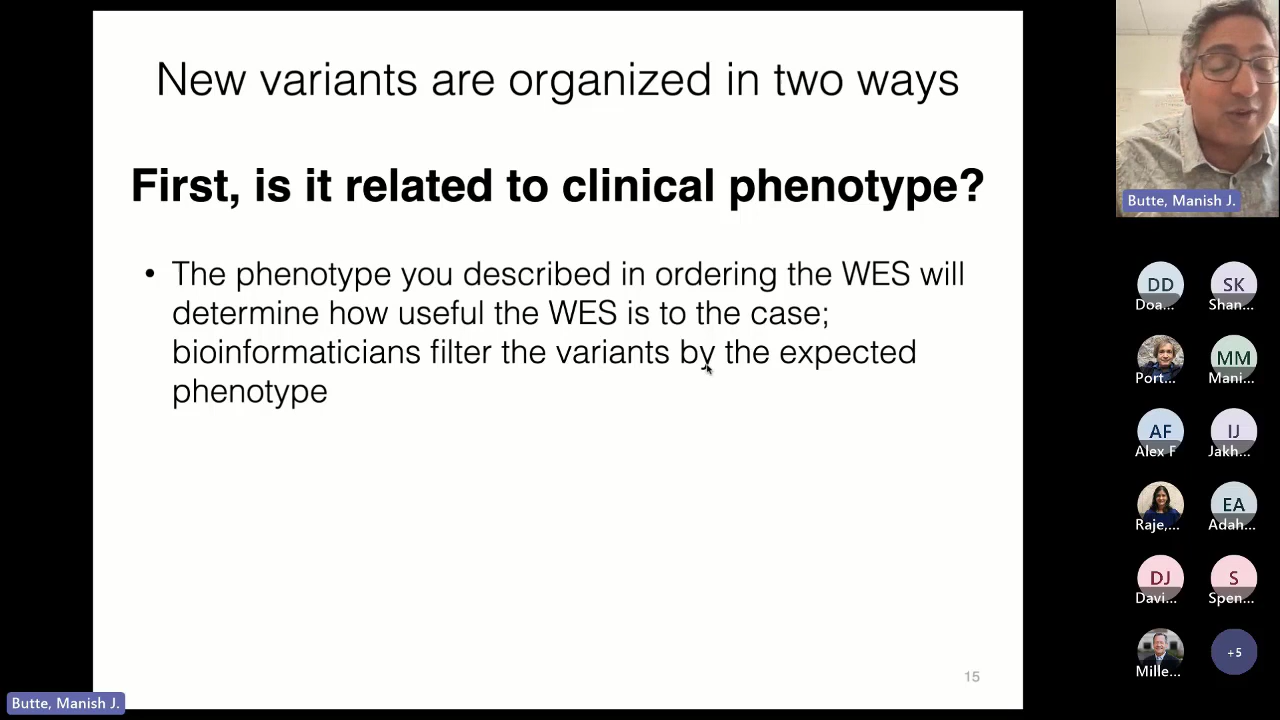 New variants are organized in two ways
First, is it related to clinical phenotype?
• The phenotype you described in ordering the WES will
determine how useful the WES is to the case;
bioinformaticians filter the variants by the expected
phenotype
15
Butte, Manish J.
Butte, Manish J.
DD
Doa...
SK
Shan...
Port...
MM
Mani...
AF
Alex F
IJ
Jakh...
Raje,...
EA
Adah...
DJ
Davi...
S
Spen...
Mille...
+5